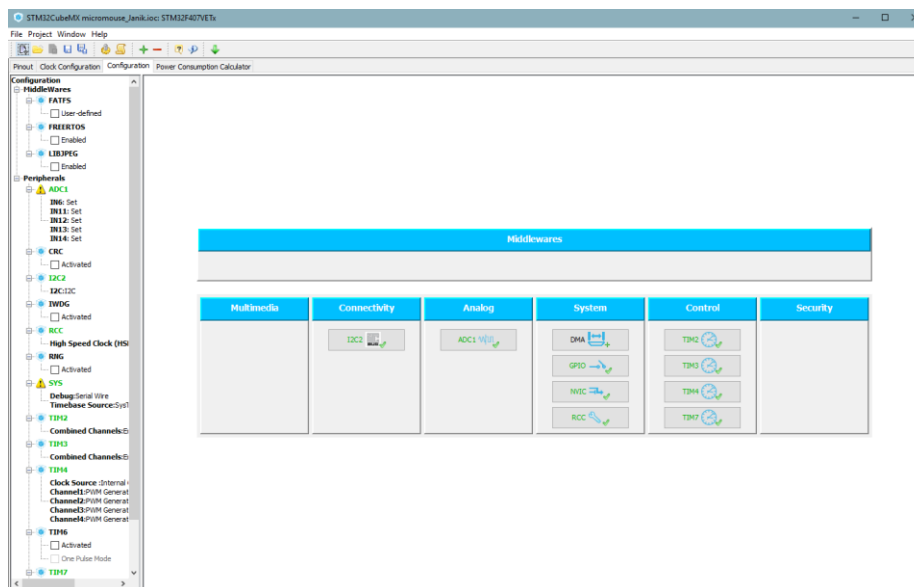 STM32CubeMX micromouse_Janik.ioc: STM32F407VETx
File Project Window Help
Pinout Clock Configuration Configuration Power Consumption Calculator
Configuration
MiddleWares
FATFS
User-defined
FREERTOS
Enabled
LIBJPEG
Enabled
Peripherals
ADC1
IN6: Set
IN11: Set
IN12: Set
IN13: Set
IN14: Set
CRC
Activated
I2C2
I2C:I2C
IWDG
Activated
RCC
High Speed Clock (HSE
RNG
Activated
SYS
Debug:Serial Wire
Timebase Source:SysT
TIM2
Combined Channels:E
TIM3
Combined Channels:E
TIM4
Clock Source :Internal
Channel1:PWM Generat
Channel2:PWM Generat
Channel3:PWM Generat
Channel4:PWM Generat
TIM6
Activated
One Pulse Mode
TIM7
Middlewares
Multimedia Connectivity Analog System Control Security
I2C2 ADC1 DMA TIM2
GPIO TIM3
NVIC TIM4
RCC TIM7